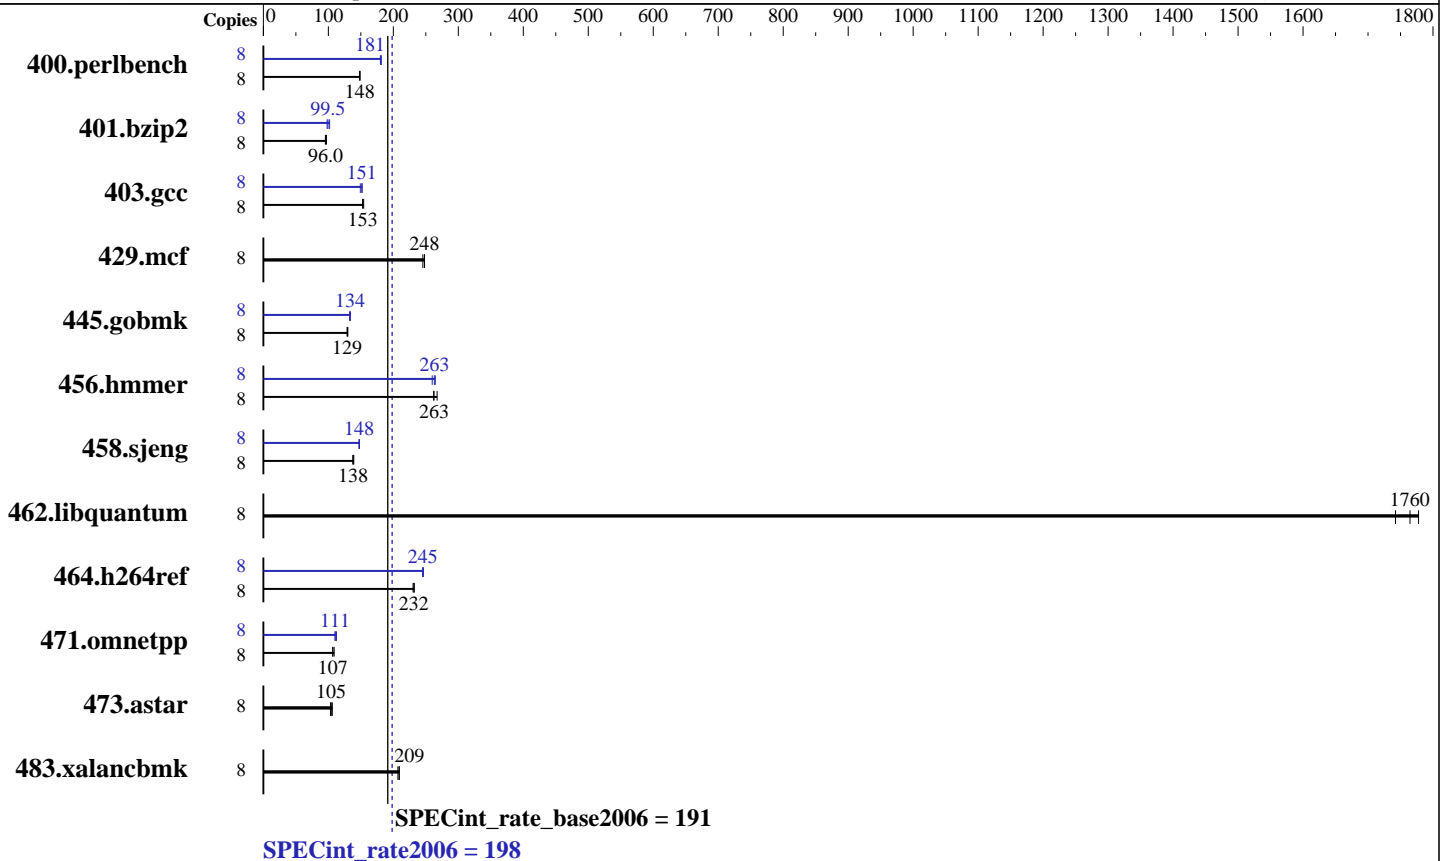 Copies 0 100 200 300 400 500 600 700 800 900 1000 1100 1200 1300 1400 1500 1600 1800
400.perlbench 8 181
8 148
401.bzip2 8 99.5
8 96.0
403.gcc 8 151
8 153
429.mcf 8 248
445.gobmk 8 134
8 129
456.hmmer 8 263
8 263
458.sjeng 8 148
8 138
462.libquantum 8 1760
464.h264ref 8 245
8 232
471.omnetpp 8 111
8 107
473.astar 8 105
483.xalancbmk 8 209
SPECint_rate_base2006 = 191
SPECint_rate2006 = 198